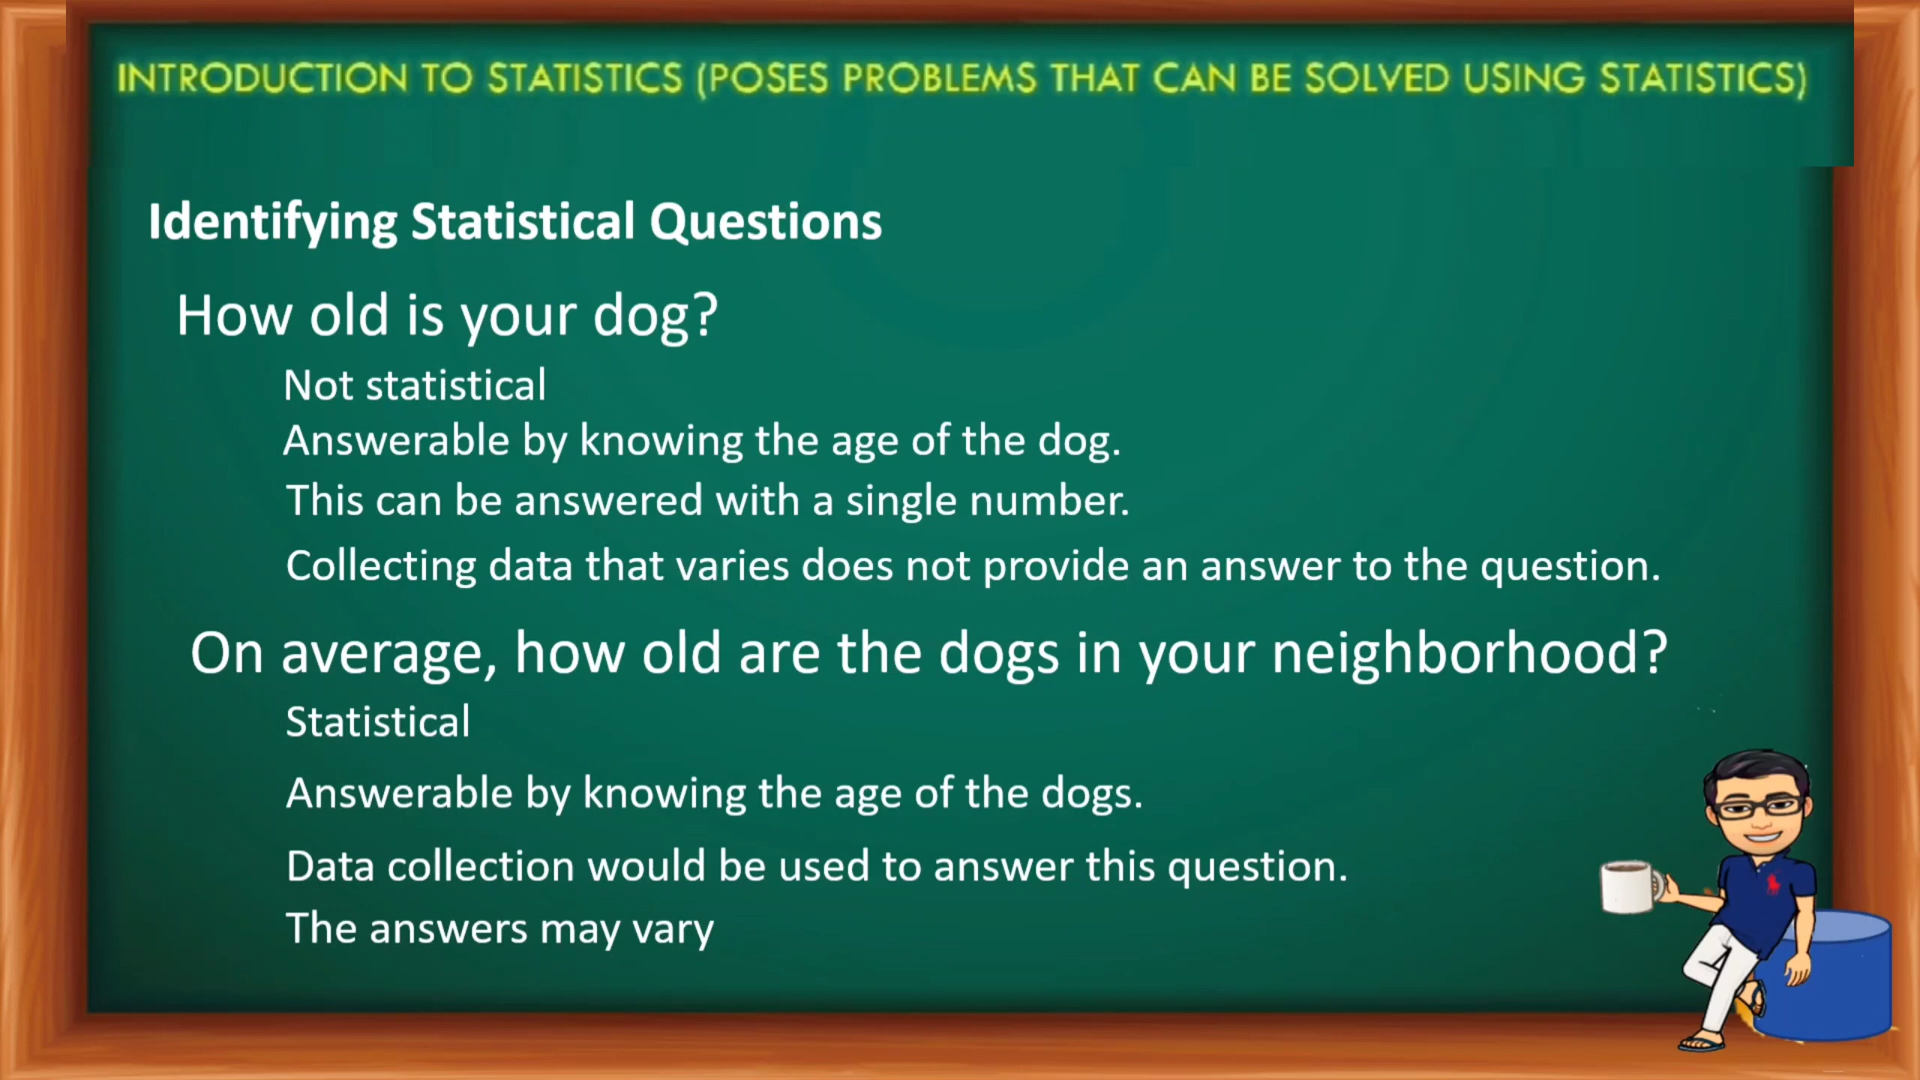 INTRODUCTION TO STATISTICS (POSES PROBLEMS THAT CAN BE SOLVED USING STATISTICS)
Identifying Statistical Questions
How old is your dog?
Not statistical
Answerable by knowing the age of the dog.
This can be answered with a single number.
Collecting data that varies does not provide an answer to the question.
On average, how old are the dogs in your neighborhood?
Statistical
Answerable by knowing the age of the dogs.
Data collection would be used to answer this question.
The answers may vary